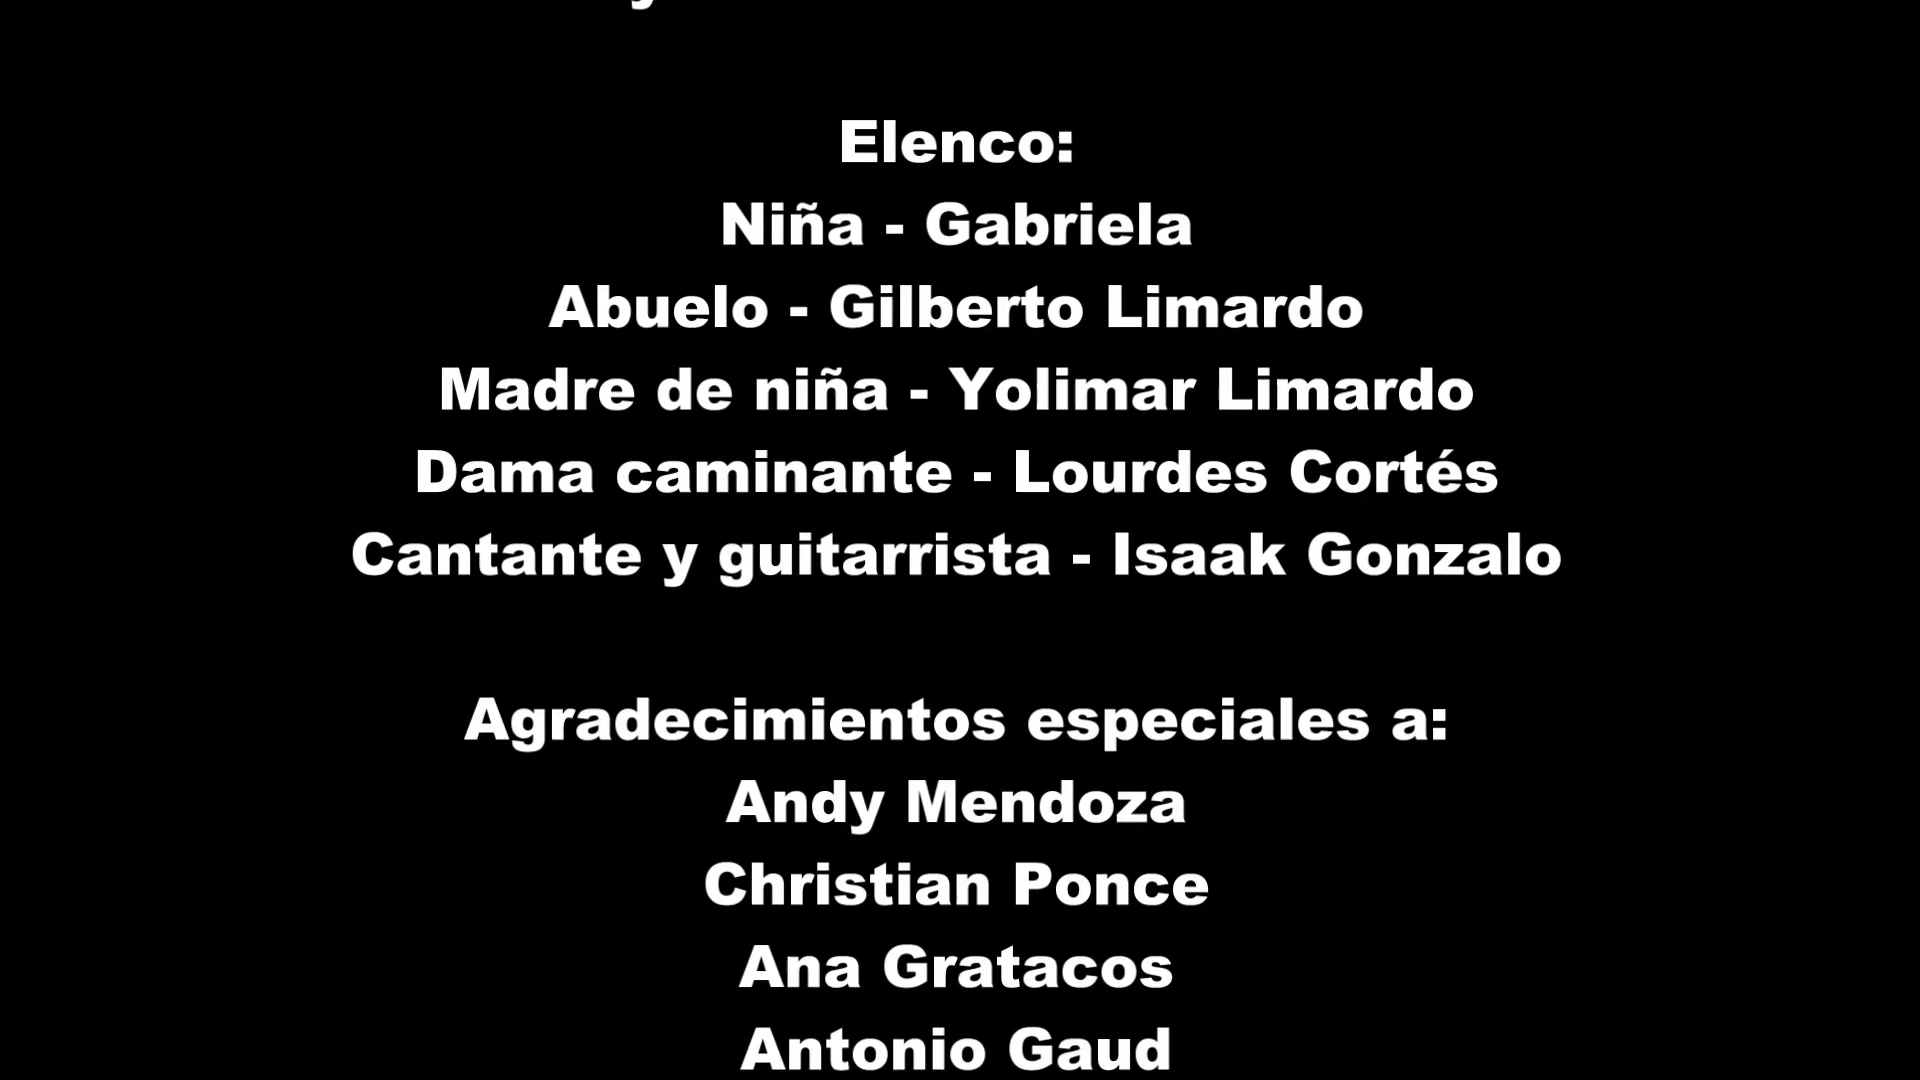 Elenco:
Niña - Gabriela
Abuelo - Gilberto Limardo
Madre de niña - Yolimar Limardo
Dama caminante - Lourdes Cortés
Cantante y guitarrista - Isaak Gonzalo
Agradecimientos especiales a:
Andy Mendoza
Christian Ponce
Ana Gratacos
Antonio Gaud